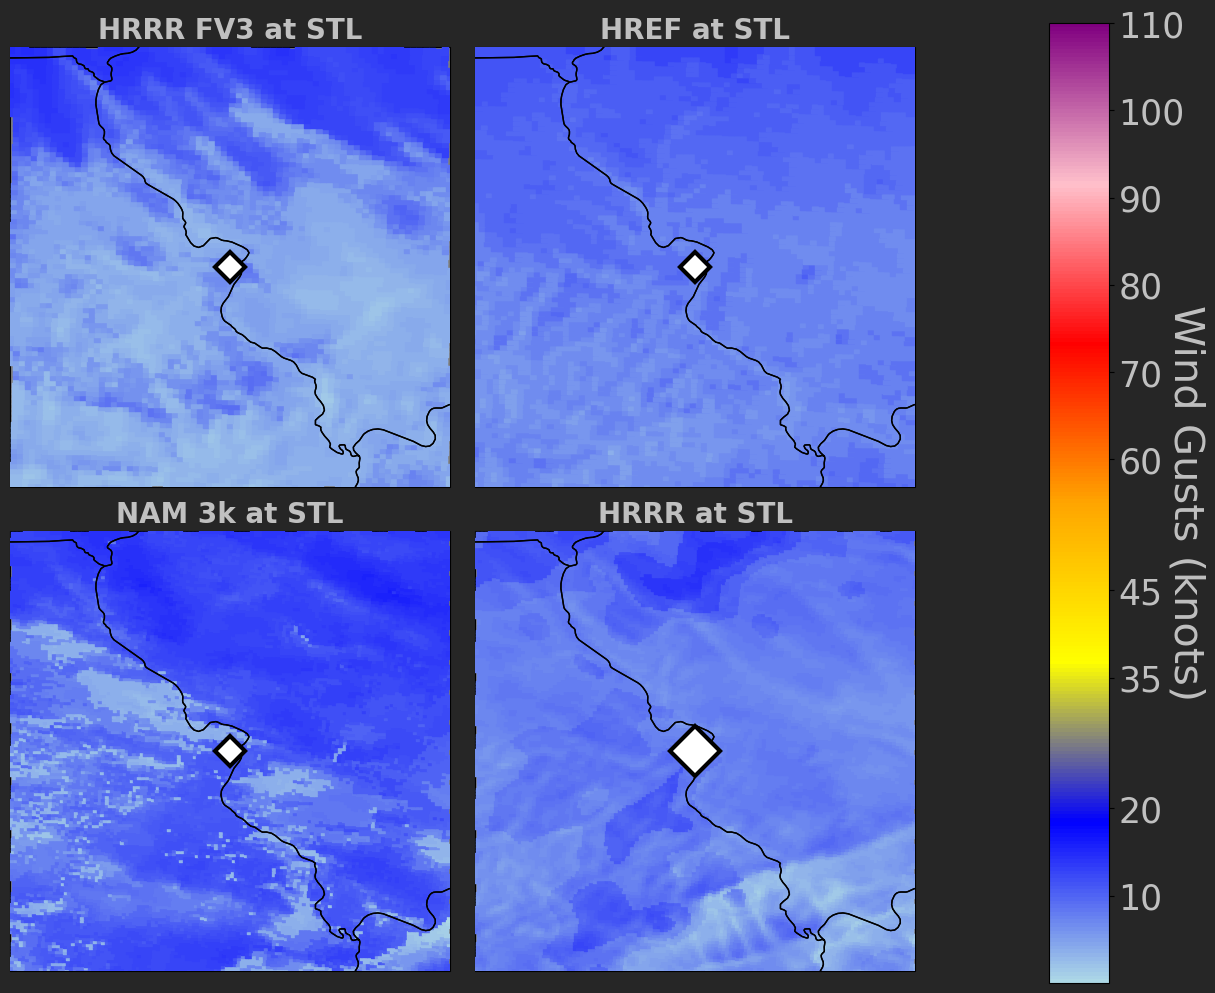 HRRR FV3 at STL
HREF at STL
NAM 3k at STL
HRRR at STL
110
100
90
80
70
60
45
35
20
10
Wind Gusts (knots)